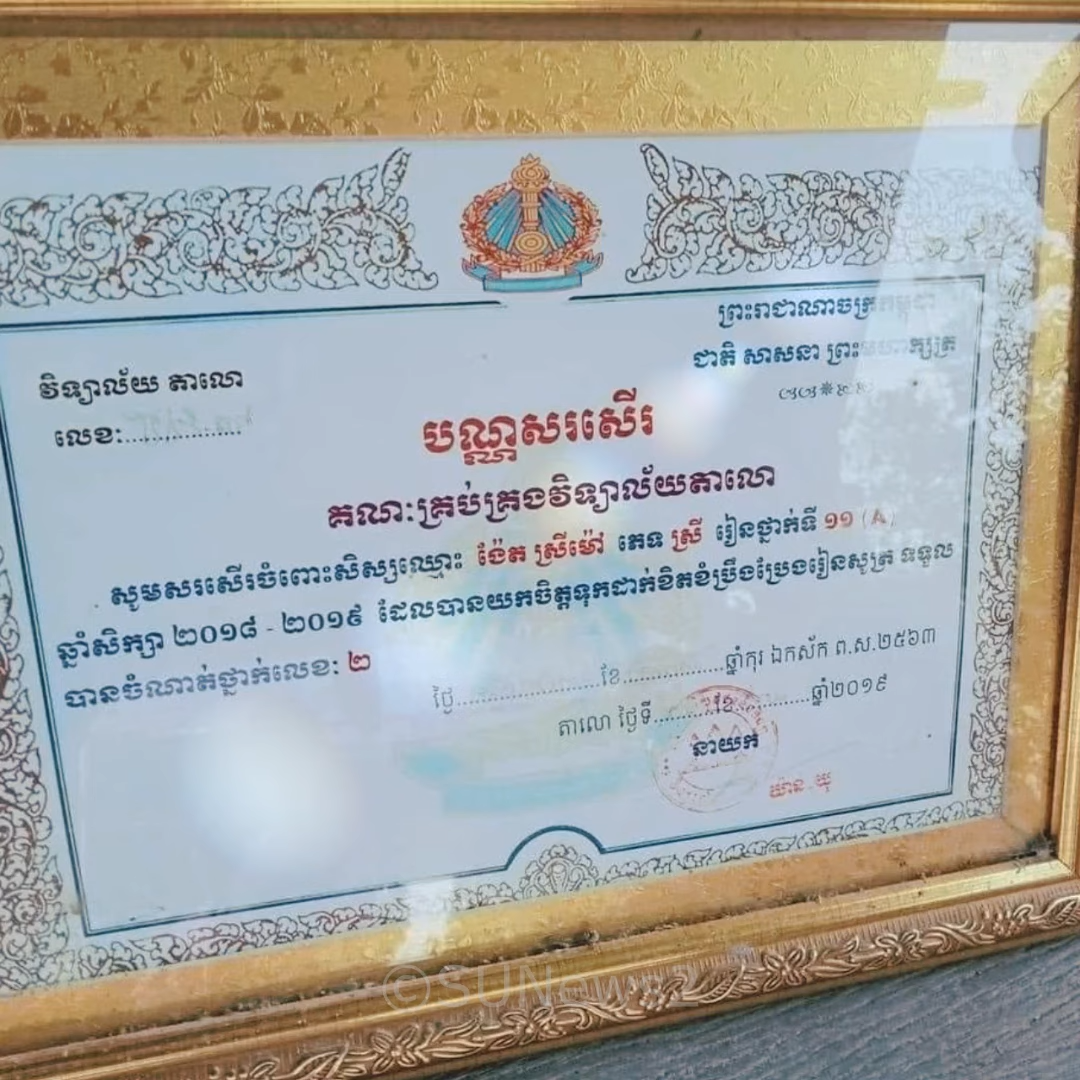 ព្រះរាជាណាចក្រកម្ពុជា
ជាតិ សាសនា ព្រះមហាក្សត្រ
វិទ្យាល័យ តាលោ
លេខៈ...................
បណ្ណសរសើរ
គណៈគ្រប់គ្រងវិទ្យាល័យតាលោ
សូមសរសើរចំពោះសិស្សឈ្មោះ ង៉ែត ស្រីម៉ៅ ភេទ ស្រី រៀនថ្នាក់ទី ១១ (A)
ឆ្នាំសិក្សា ២០១៨ - ២០១៩ ដែលបានយកចិត្តទុកដាក់ខិតខំប្រឹងប្រែងរៀនសូត្រ ទទួល
បានចំណាត់ថ្នាក់លេខៈ ២
ថ្ងៃ.........................ខែ..................ឆ្នាំកុរ ឯកស័ក ព.ស.២៥៦៣
តាលោ ថ្ងៃទី...........ខែ..............ឆ្នាំ២០១៩
នាយក
យ៉ាន . យុ
©SUNews2